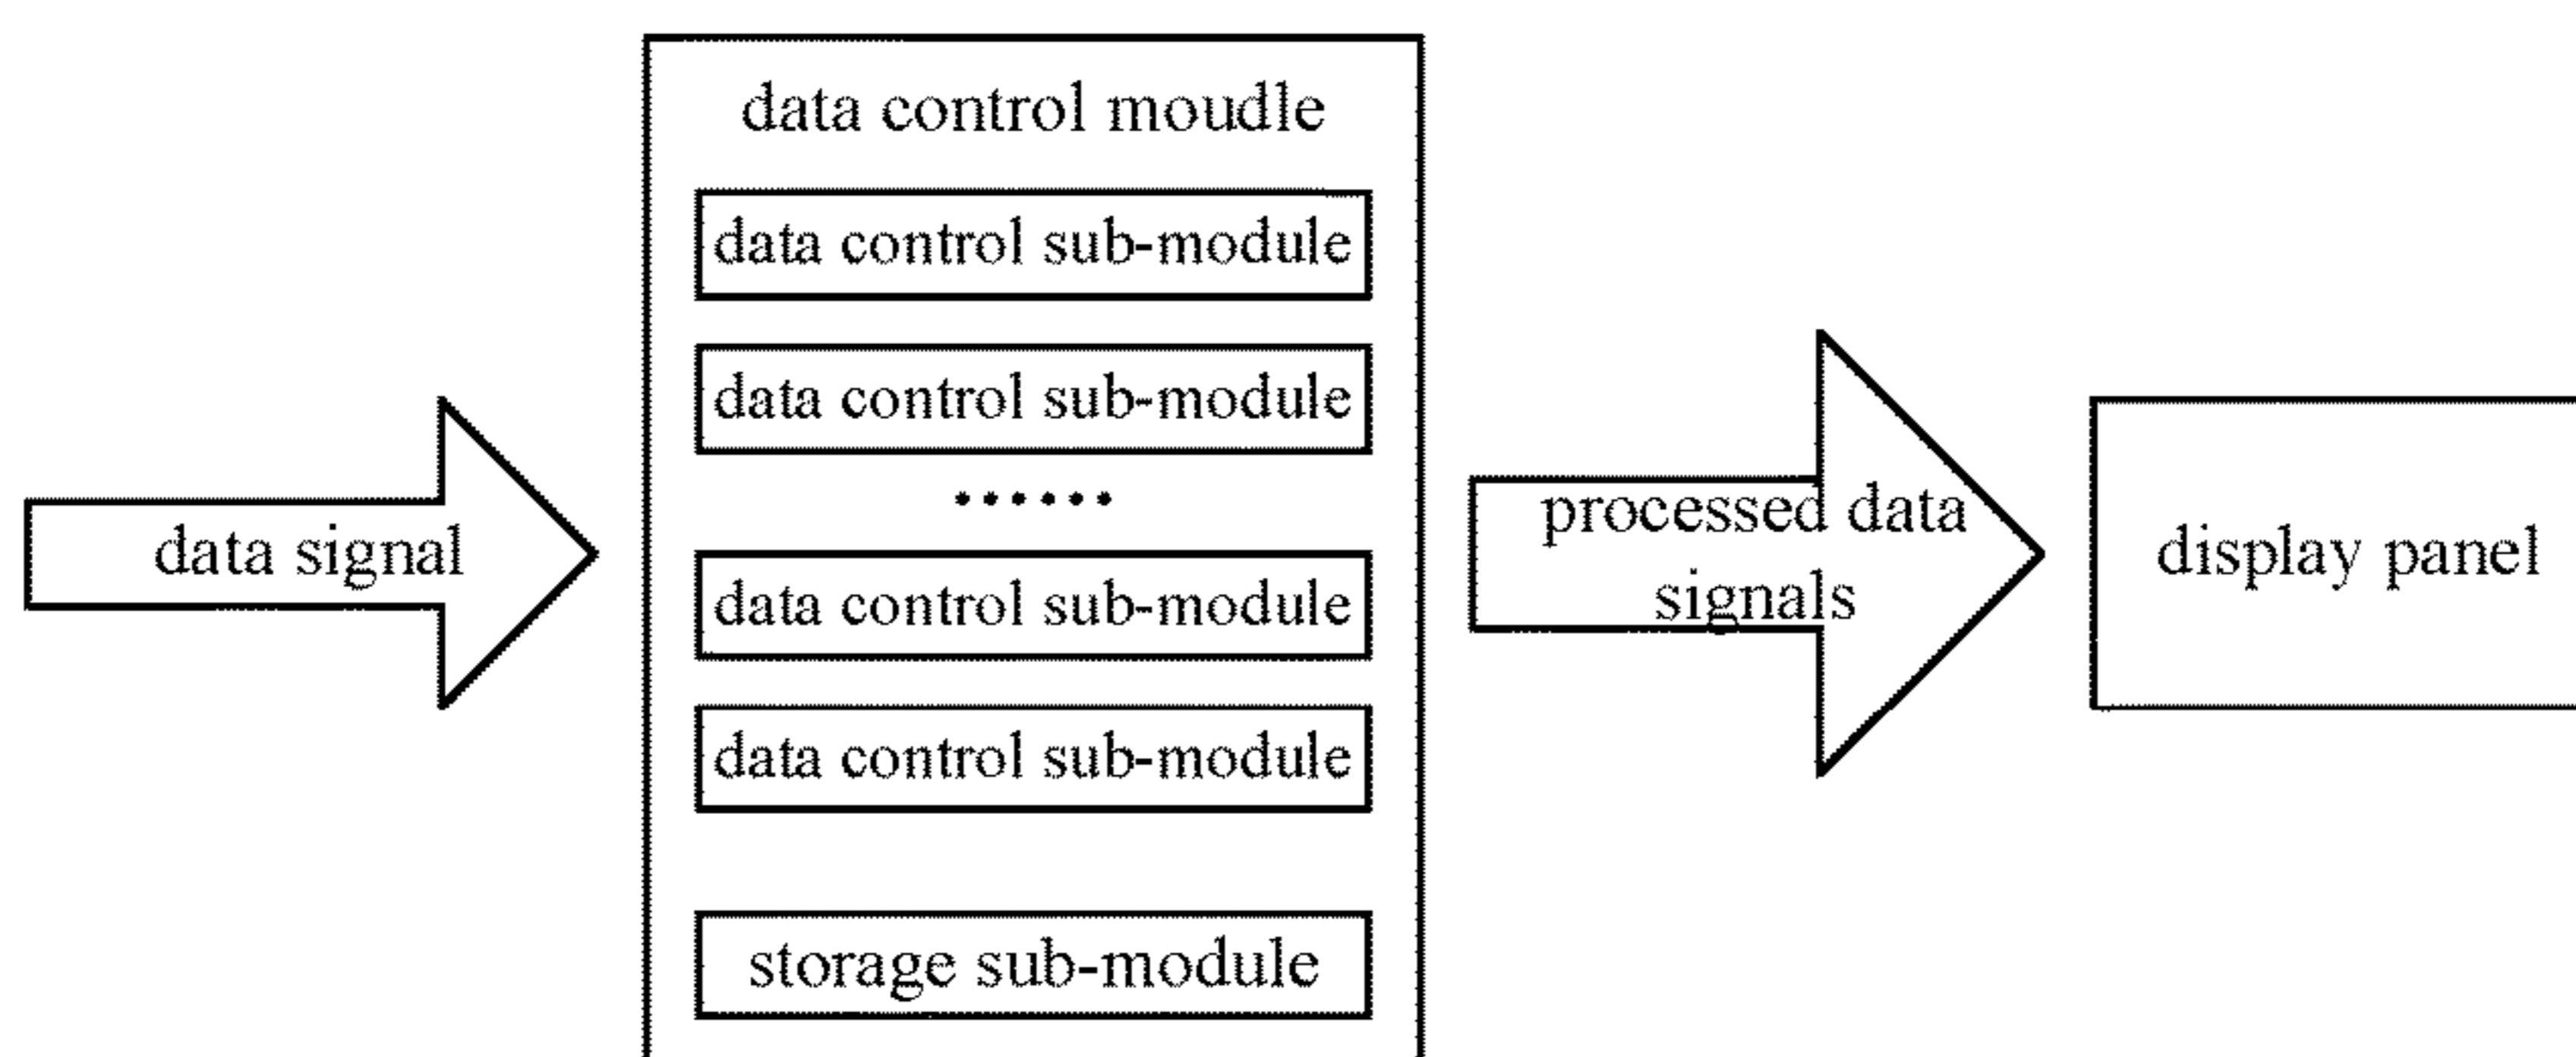 data control moudle
data control sub-module
data control sub-module
......
data control sub-module
data control sub-module
storage sub-module
data signal
processed data
signals
display panel